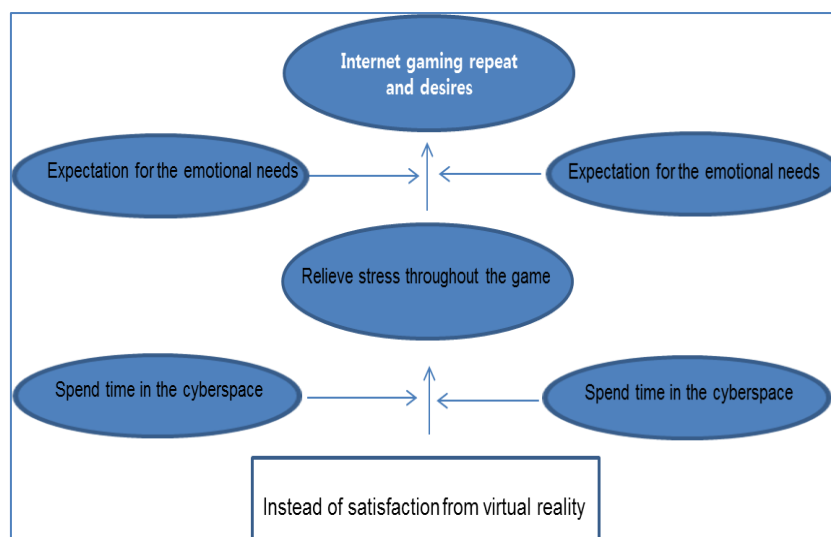 Internet gaming repeat
and desires
Expectation for the emotional needs
Expectation for the emotional needs
Relieve stress throughout the game
Spend time in the cyberspace
Spend time in the cyberspace
Instead of satisfaction from virtual reality